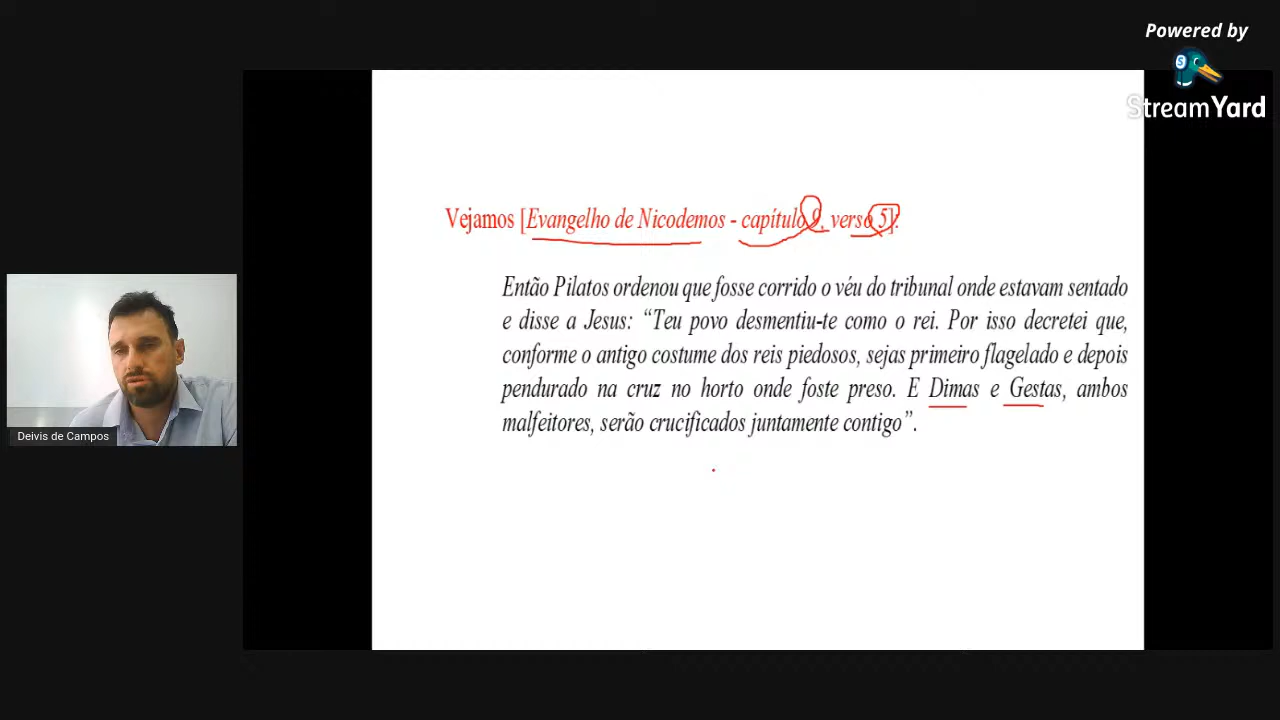 Powered by
StreamYard
Vejamos [Evangelho de Nicodemos - capítulo 9, verso 5]:
Então Pilatos ordenou que fosse corrido o véu do tribunal onde estavam sentado
e disse a Jesus: “Teu povo desmentiu-te como o rei. Por isso decretei que,
conforme o antigo costume dos reis piedosos, sejas primeiro flagelado e depois
pendurado na cruz no horto onde foste preso. E Dimas e Gestas, ambos
malfeitores, serão crucificados juntamente contigo”.
Deivis de Campos